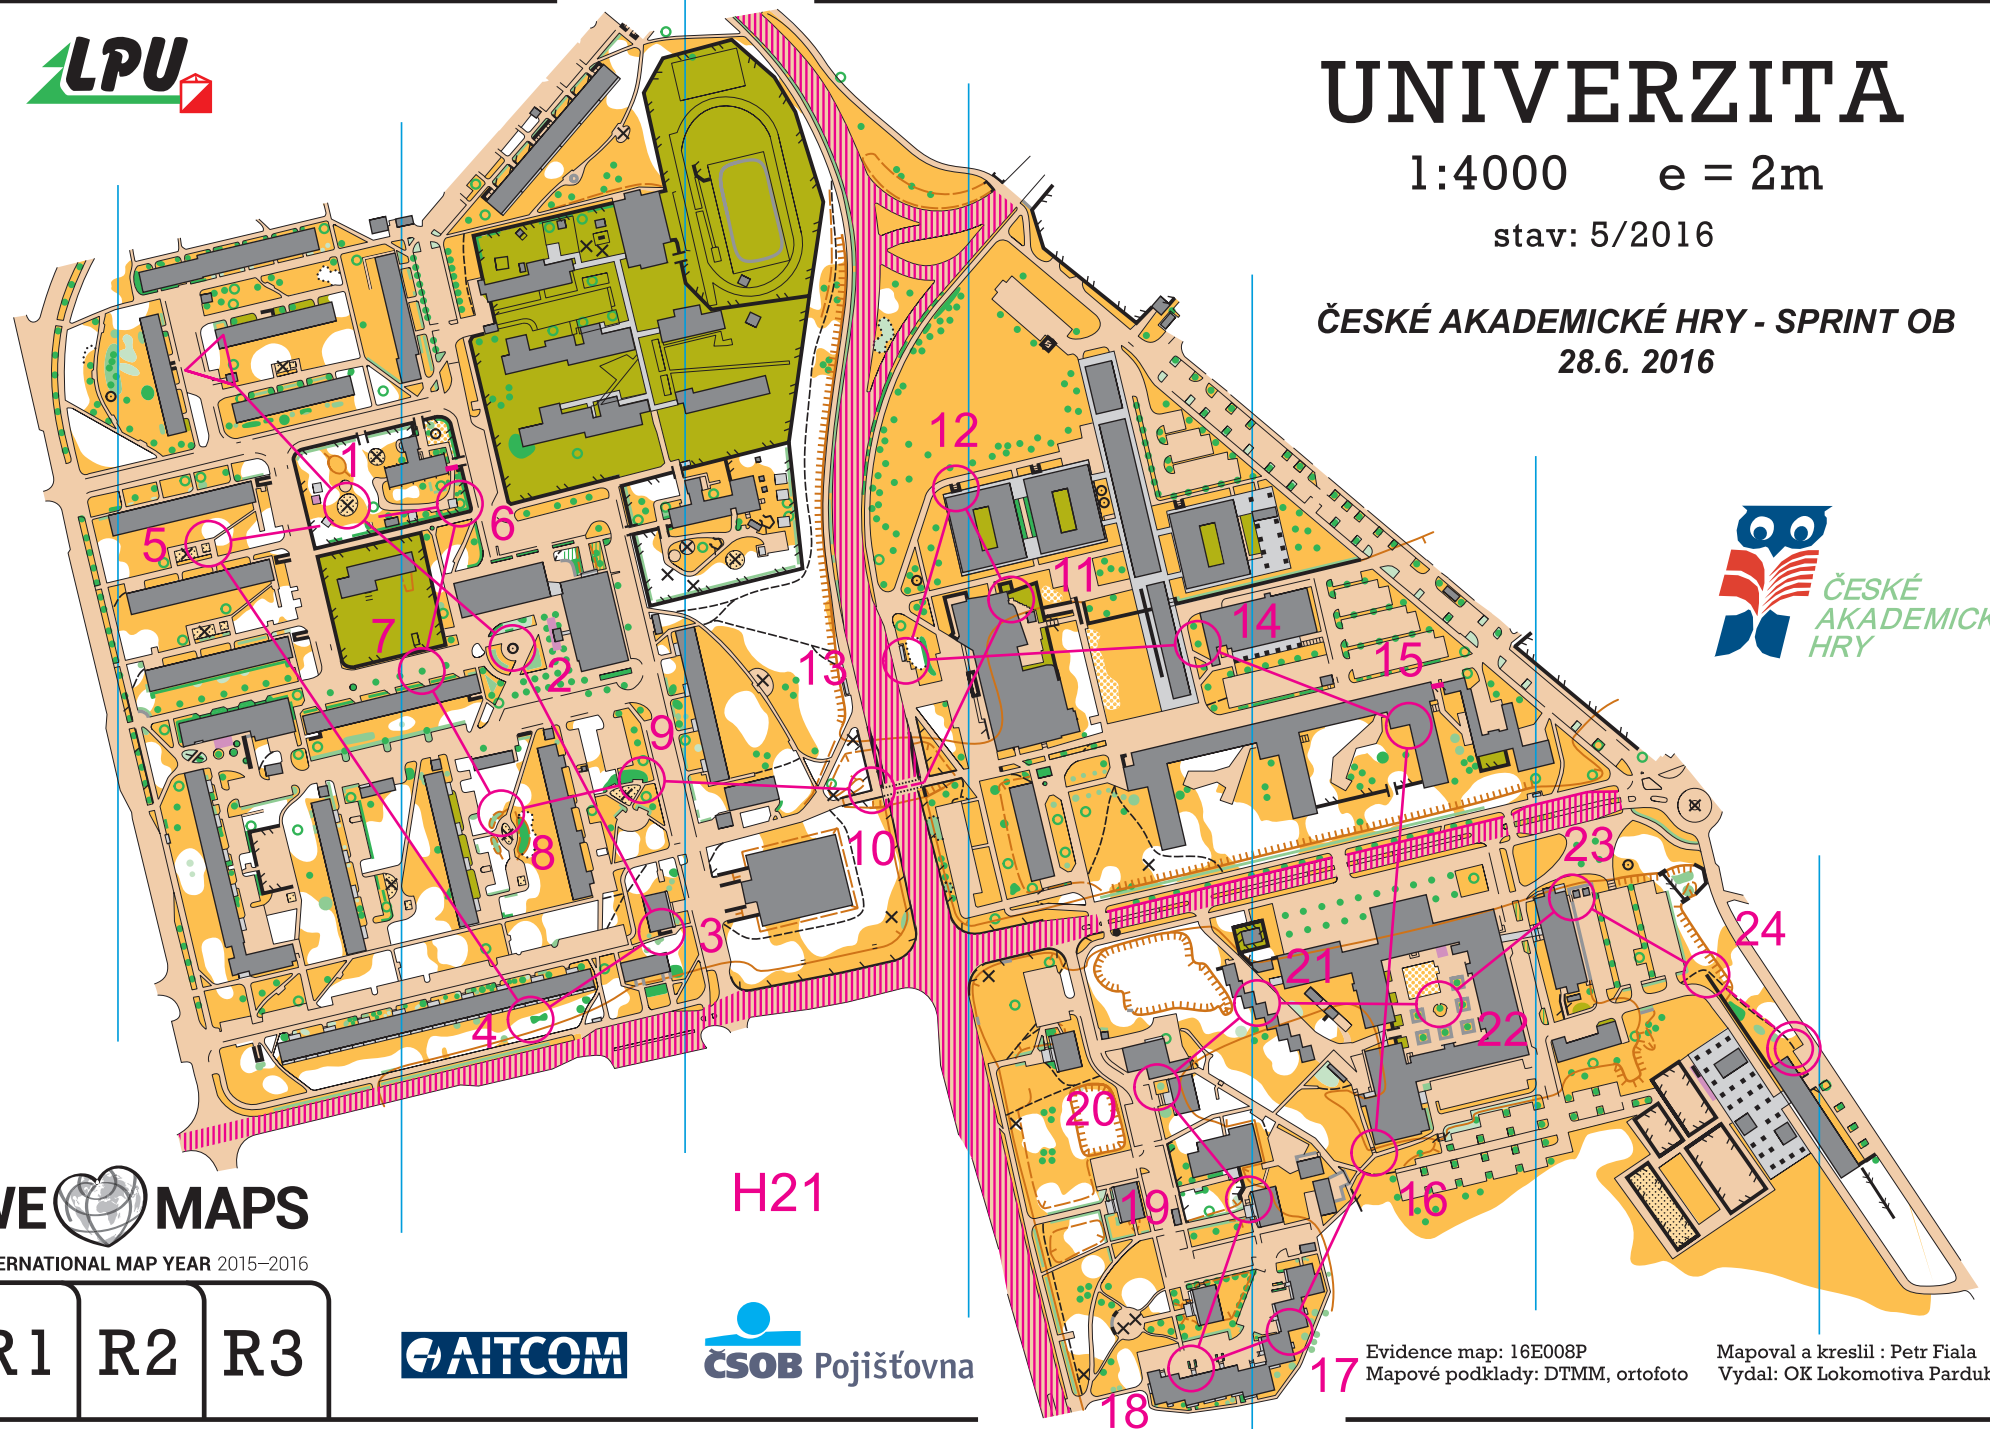 LPU
UNIVERZITA
1:4000 e = 2m
stav: 5/2016
ČESKÉ AKADEMICKÉ HRY - SPRINT OB
28.6. 2016
ČESKÉ
AKADEMICK
HRY
12
1
5
6
11
7
14
2
13
15
9
10
8
23
3
24
21
4
22
20
16
19
17
18
H21
WE MAPS
ERNATIONAL MAP YEAR 2015–2016
R1 R2 R3
AITCOM
ČSOB Pojišťovna
Evidence map: 16E008P
Mapové podklady: DTMM, ortofoto
Mapoval a kreslil : Petr Fiala
Vydal: OK Lokomotiva Pardub